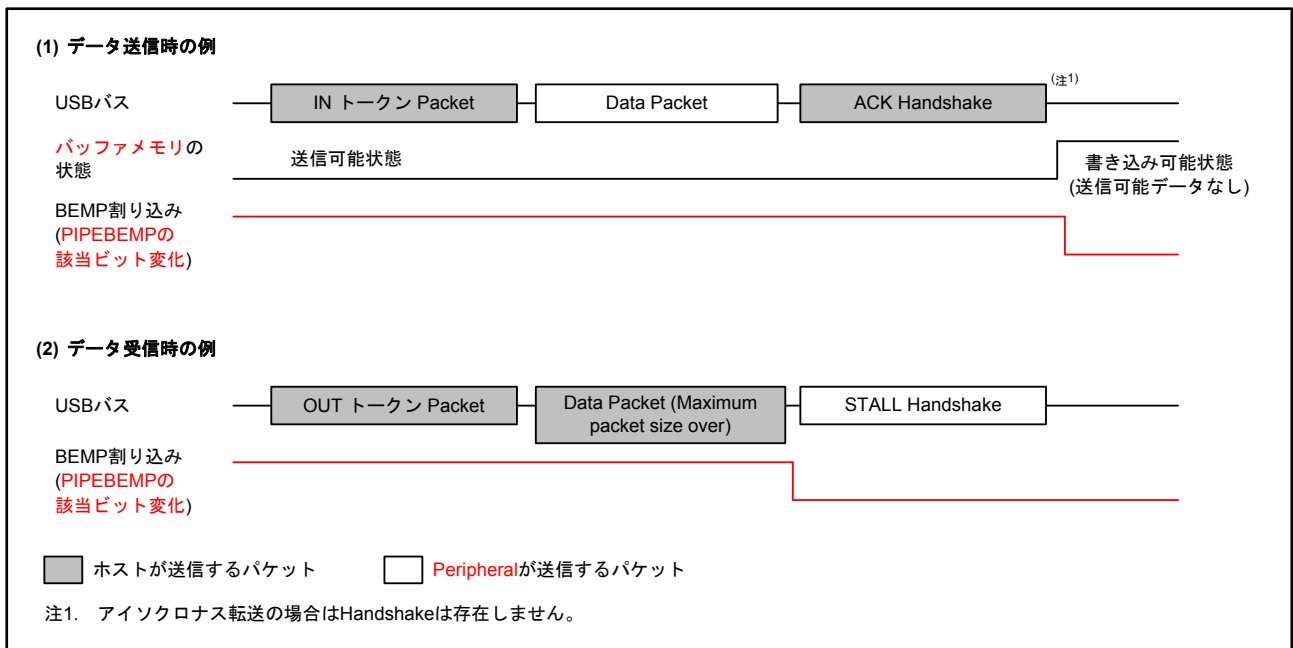 (1) データ送信時の例
USBバス
IN トークン Packet
Data Packet
ACK Handshake
(注1)
バッファメモリの
状態
送信可能状態
書き込み可能状態
(送信可能データなし)
BEMP割り込み
(PIPEBEMPの
該当ビット変化)
(2) データ受信時の例
USBバス
OUT トークン Packet
Data Packet (Maximum
packet size over)
STALL Handshake
BEMP割り込み
(PIPEBEMPの
該当ビット変化)
ホストが送信するパケット
Peripheralが送信するパケット
注1. アイソクロナス転送の場合はHandshakeは存在しません。